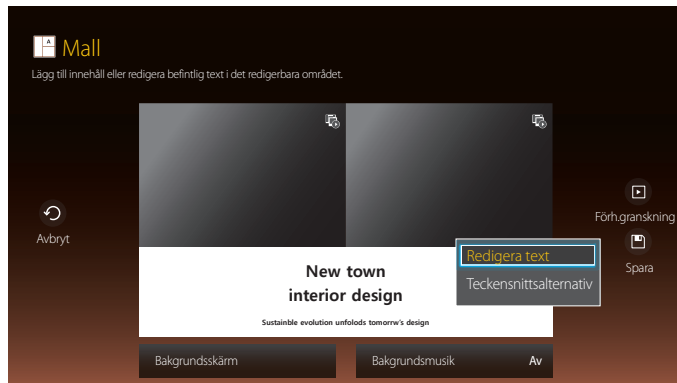 A
Mall
Lägg till innehåll eller redigera befintlig text i det redigerbara området.
Avbryt
New town
interior design
Sustainble evolution unfolods tomorrw's design
Redigera text
Teckensnittsalternativ
Förh.granskning
Spara
Bakgrundsskärm
Bakgrundsmusik Av